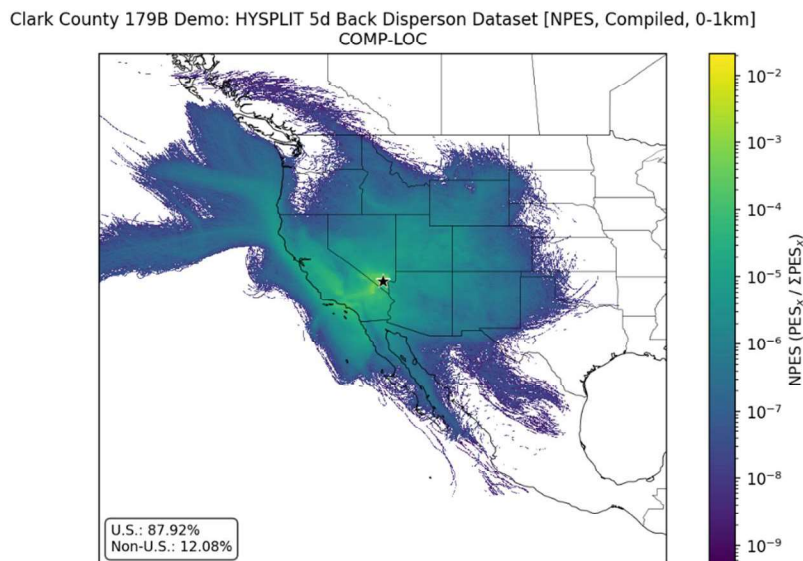 Clark County 179B Demo: HYSPLIT 5d Back Disperson Dataset [NPES, Compiled, 0-1km]
COMP-LOC
10⁻²
10⁻³
10⁻⁴
10⁻⁵
10⁻⁶
10⁻⁷
10⁻⁸
10⁻⁹
NPES (PESₓ / ΣPESₓ)
U.S.: 87.92%
Non-U.S.: 12.08%